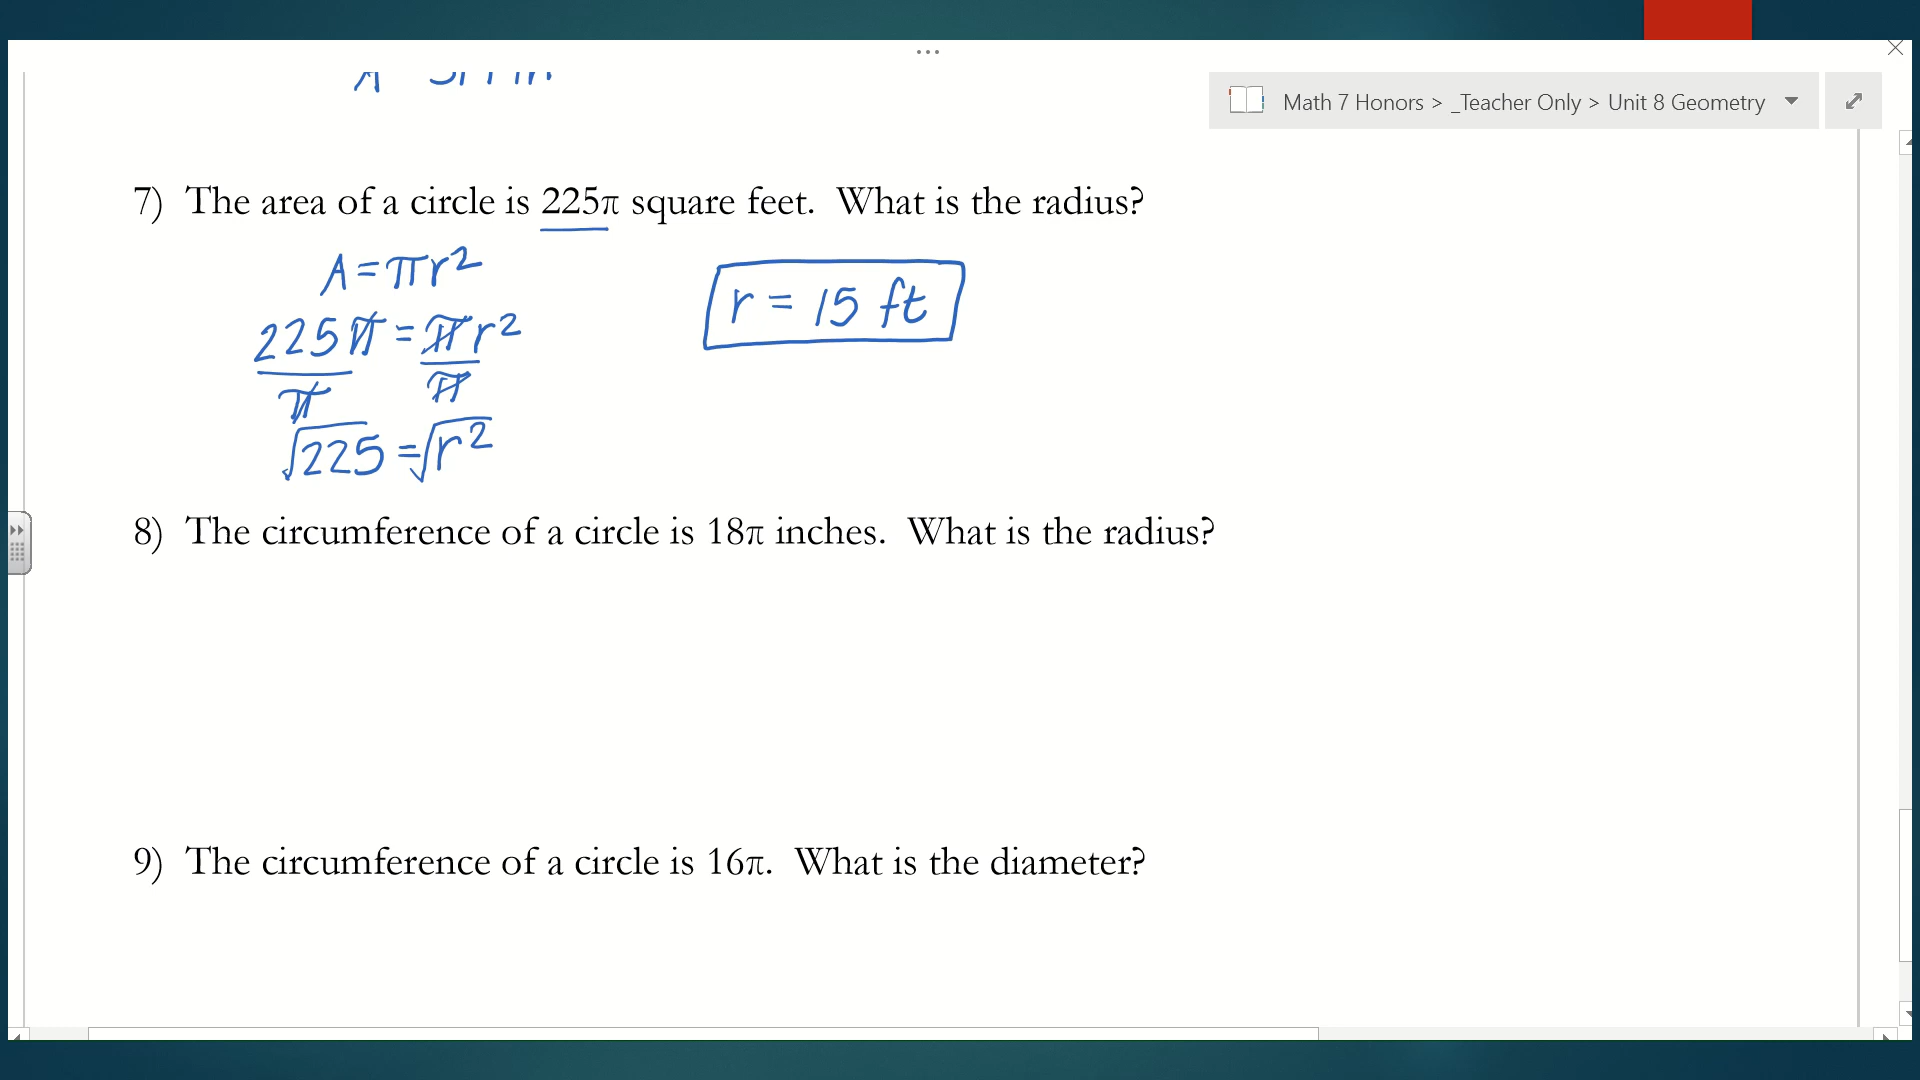 Math 7 Honors > _Teacher Only > Unit 8 Geometry
7) The area of a circle is 225π square feet. What is the radius?
A = πr²
225π = πr²
π π
√225 = √r²
r = 15 ft
8) The circumference of a circle is 18π inches. What is the radius?
9) The circumference of a circle is 16π. What is the diameter?